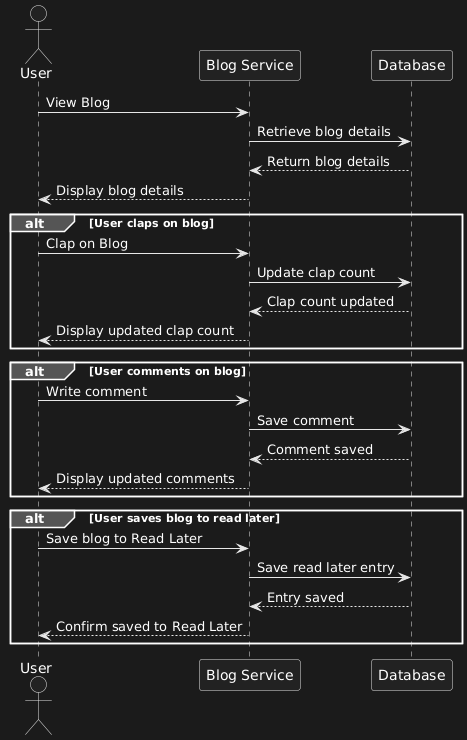 User
Blog Service
Database
View Blog
Retrieve blog details
Return blog details
Display blog details
alt [User claps on blog]
Clap on Blog
Update clap count
Clap count updated
Display updated clap count
alt [User comments on blog]
Write comment
Save comment
Comment saved
Display updated comments
alt [User saves blog to read later]
Save blog to Read Later
Save read later entry
Entry saved
Confirm saved to Read Later
User
Blog Service
Database